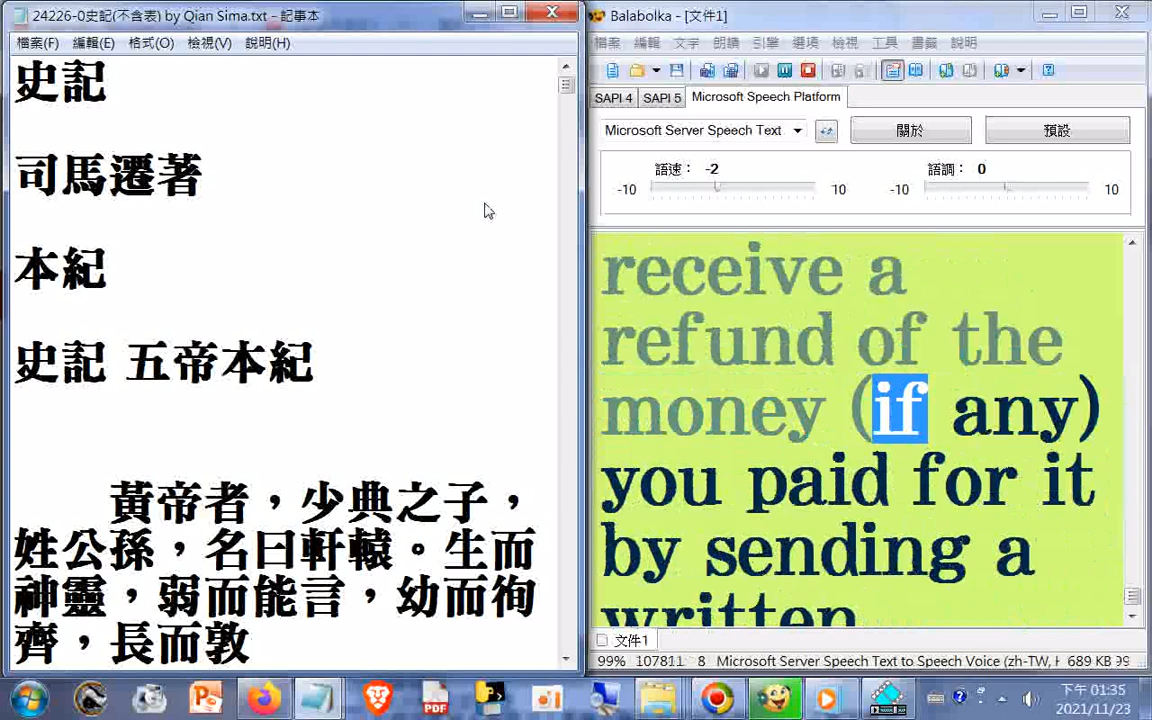 24226-0史記(不含表) by Qian Sima.txt - 記事本
檔案(F) 編輯(E) 格式(O) 檢視(V) 說明(H)
史記
司馬遷著
本紀
史記 五帝本紀
黃帝者，少典之子，
姓公孫，名曰軒轅。生而
神靈，弱而能言，幼而徇
齊，長而敦
Balabolka - [文件1]
檔案 編輯 文字 朗讀 引擎 選項 檢視 工具 書籤 說明
SAPI 4 SAPI 5 Microsoft Speech Platform
Microsoft Server Speech Text 關於 預設
語速： -2 語調： 0
-10 10 -10 10
receive a
refund of the
money (if any)
you paid for it
by sending a
written
文件1
99% 107811 8 Microsoft Server Speech Text to Speech Voice (zh-TW, 689 KB 99
PDF
下午 01:35
2021/11/23